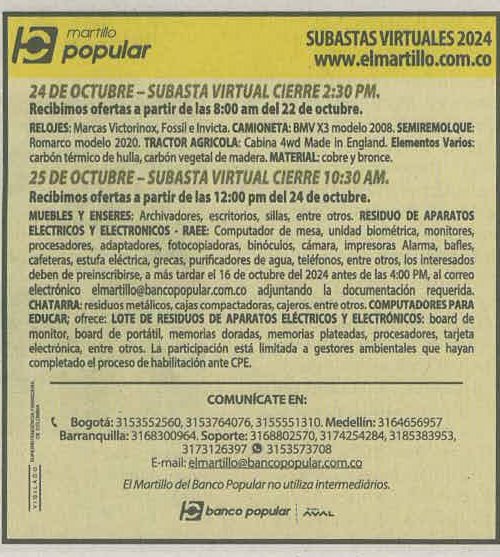 martillo
popular
SUBASTAS VIRTUALES 2024
www.elmartillo.com.co
24 DE OCTUBRE – SUBASTA VIRTUAL CIERRE 2:30 PM.
Recibimos ofertas a partir de las 8:00 am del 22 de octubre.
RELOJES: Marcas Victorinox, Fossil e Invicta. CAMIONETA: BMV X3 modelo 2008. SEMIREMOLQUE:
Romarco modelo 2020. TRACTOR AGRICOLA: Cabina 4wd Made in England. Elementos Varios:
carbón térmico de hulla, carbón vegetal de madera. MATERIAL: cobre y bronce.
25 DE OCTUBRE – SUBASTA VIRTUAL CIERRE 10:30 AM.
Recibimos ofertas a partir de las 12:00 pm del 24 de octubre.
MUEBLES Y ENSERES: Archivadores, escritorios, sillas, entre otros. RESIDUO DE APARATOS
ELECTRICOS Y ELECTRONICOS - RAEE: Computador de mesa, unidad biométrica, monitores,
procesadores, adaptadores, fotocopiadoras, binóculos, cámara, impresoras Alarma, bafles,
cafeteras, estufa eléctrica, grecas, purificadores de agua, teléfonos, entre otros, los interesados
deben de preinscribirse, a más tardar el 16 de octubre del 2024 antes de las 4:00 PM, al correo
electrónico elmartillo@bancopopular.com.co adjuntando la documentación requerida.
CHATARRA: residuos metálicos, cajas compactadoras, cajeros. entre otros. COMPUTADORES PARA
EDUCAR; ofrece: LOTE DE RESIDUOS DE APARATOS ELÉCTRICOS Y ELECTRÓNICOS: board de
monitor, board de portátil, memorias doradas, memorias plateadas, procesadores, tarjeta
electrónica, entre otros. La participación está limitada a gestores ambientales que hayan
completado el proceso de habilitación ante CPE.
COMUNÍCATE EN:
Bogotá: 3153552560, 3153764076, 3155551310. Medellín: 3164656957
Barranquilla: 3168300964. Soporte: 3168802570, 3174254284, 3185383953,
3173126397 3153573708
E-mail: elmartillo@bancopopular.com.co
El Martillo del Banco Popular no utiliza intermediários.
banco popular
AVAL
VIGILADO
SUPERINTENDENCIA FINANCIERA
DE COLOMBIA